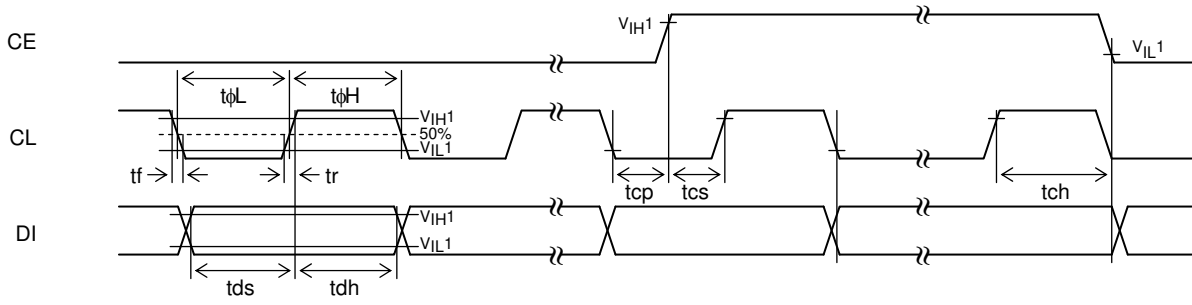 CE
VIH1
VIL1
tϕL
tϕH
CL
VIH1
50%
VIL1
tf
tr
tcp
tcs
tch
DI
VIH1
VIL1
tds
tdh